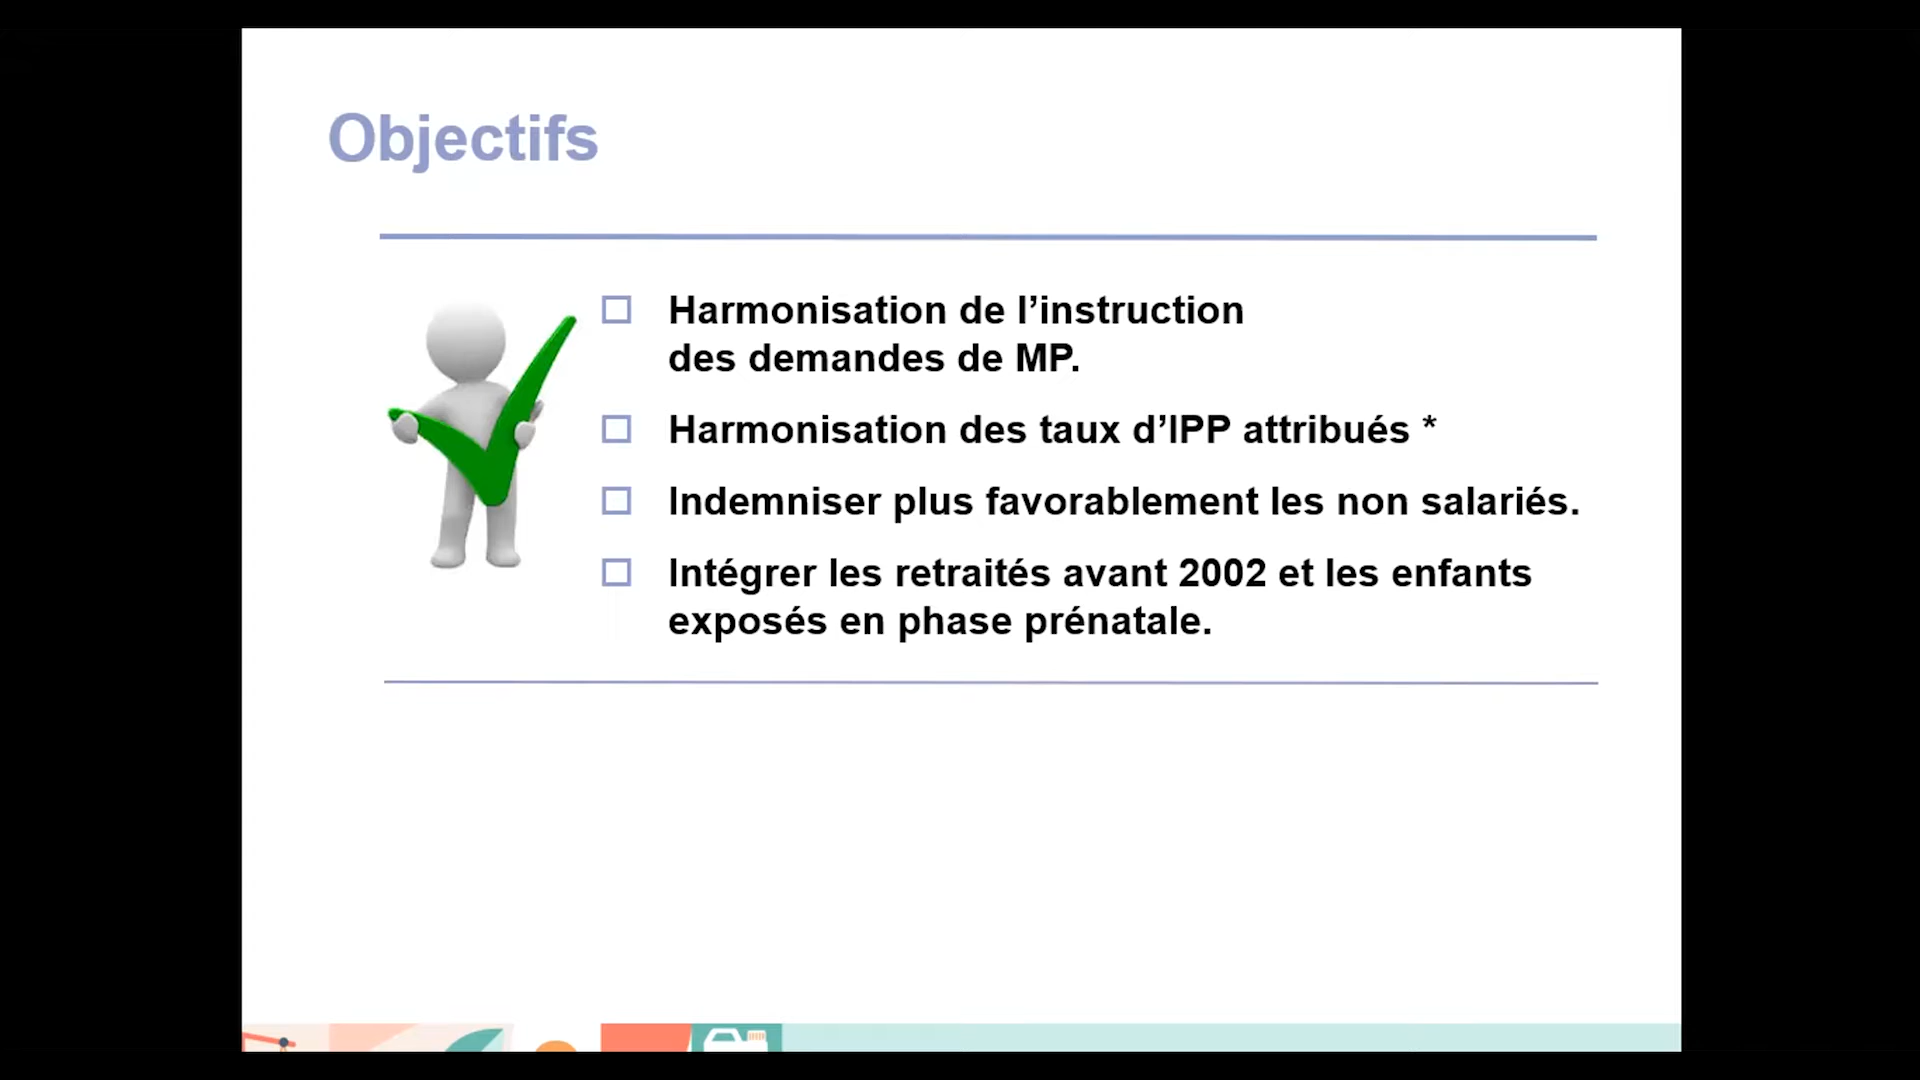 Objectifs
Harmonisation de l’instruction
des demandes de MP.
Harmonisation des taux d’IPP attribués *
Indemniser plus favorablement les non salariés.
Intégrer les retraités avant 2002 et les enfants
exposés en phase prénatale.